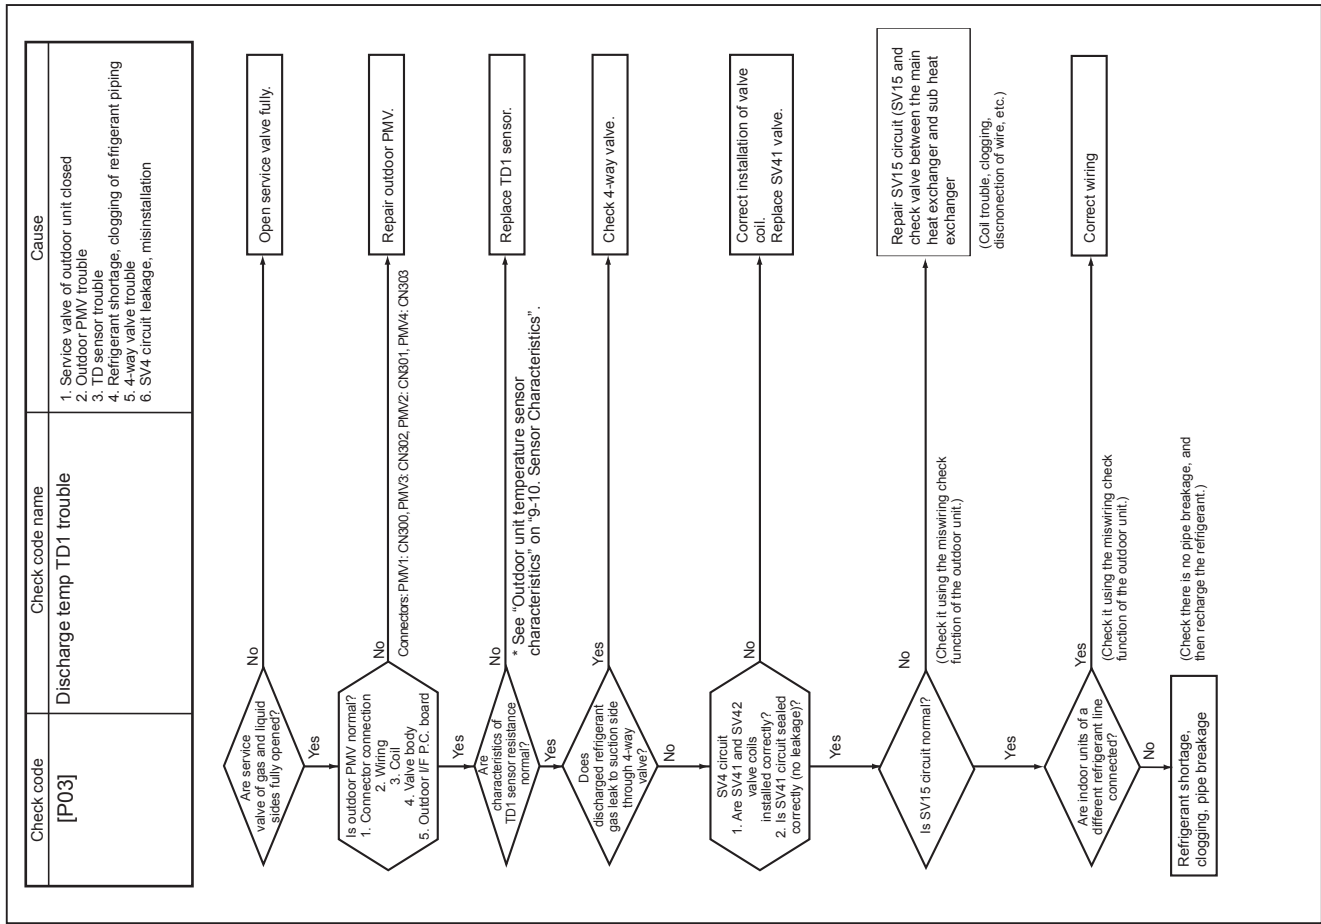 Check code
Check code name
Cause
[P03]
Discharge temp TD1 trouble
1. Service valve of outdoor unit closed
2. Outdoor PMV trouble
3. TD sensor trouble
4. Refrigerant shortage, clogging of refrigerant piping
5. 4-way valve trouble
6. SV4 circuit leakage, misinstallation
Are service
valve of gas and liquid
sides fully opened?
No
Open service valve fully.
Yes
Is outdoor PMV normal?
1. Connector connection
2. Wiring
3. Coil
4. Valve body
5. Outdoor I/F P.C. board
No
Repair outdoor PMV.
Connectors: PMV1: CN300, PMV3: CN302, PMV2: CN301, PMV4: CN303
Yes
Are
characteristics of
TD1 sensor resistance
normal?
No
Replace TD1 sensor.
* See “Outdoor unit temperature sensor
characteristics” on “9-10. Sensor Characteristics”.
Yes
Does
discharged refrigerant
gas leak to suction side
through 4-way
valve?
Yes
Check 4-way valve.
No
SV4 circuit
1. Are SV41 and SV42
valve coils
installed correctly?
2. Is SV41 circuit sealed
correctly (no leakage)?
No
Correct installation of valve
coil.
Replace SV41 valve.
Yes
Is SV15 circuit normal?
No
(Check it using the miswiring check
function of the outdoor unit.)
Repair SV15 circuit (SV15 and
check valve between the main
heat exchanger and sub heat
exchanger
(Coil trouble, clogging,
discnonection of wire, etc.)
Yes
Are indoor units of a
different refrigerant line
connected?
Yes
(Check it using the miswiring check
function of the outdoor unit.)
Correct wiring
No
Refrigerant shortage,
clogging, pipe breakage
(Check there is no pipe breakage, and
then recharge the refrigerant.)